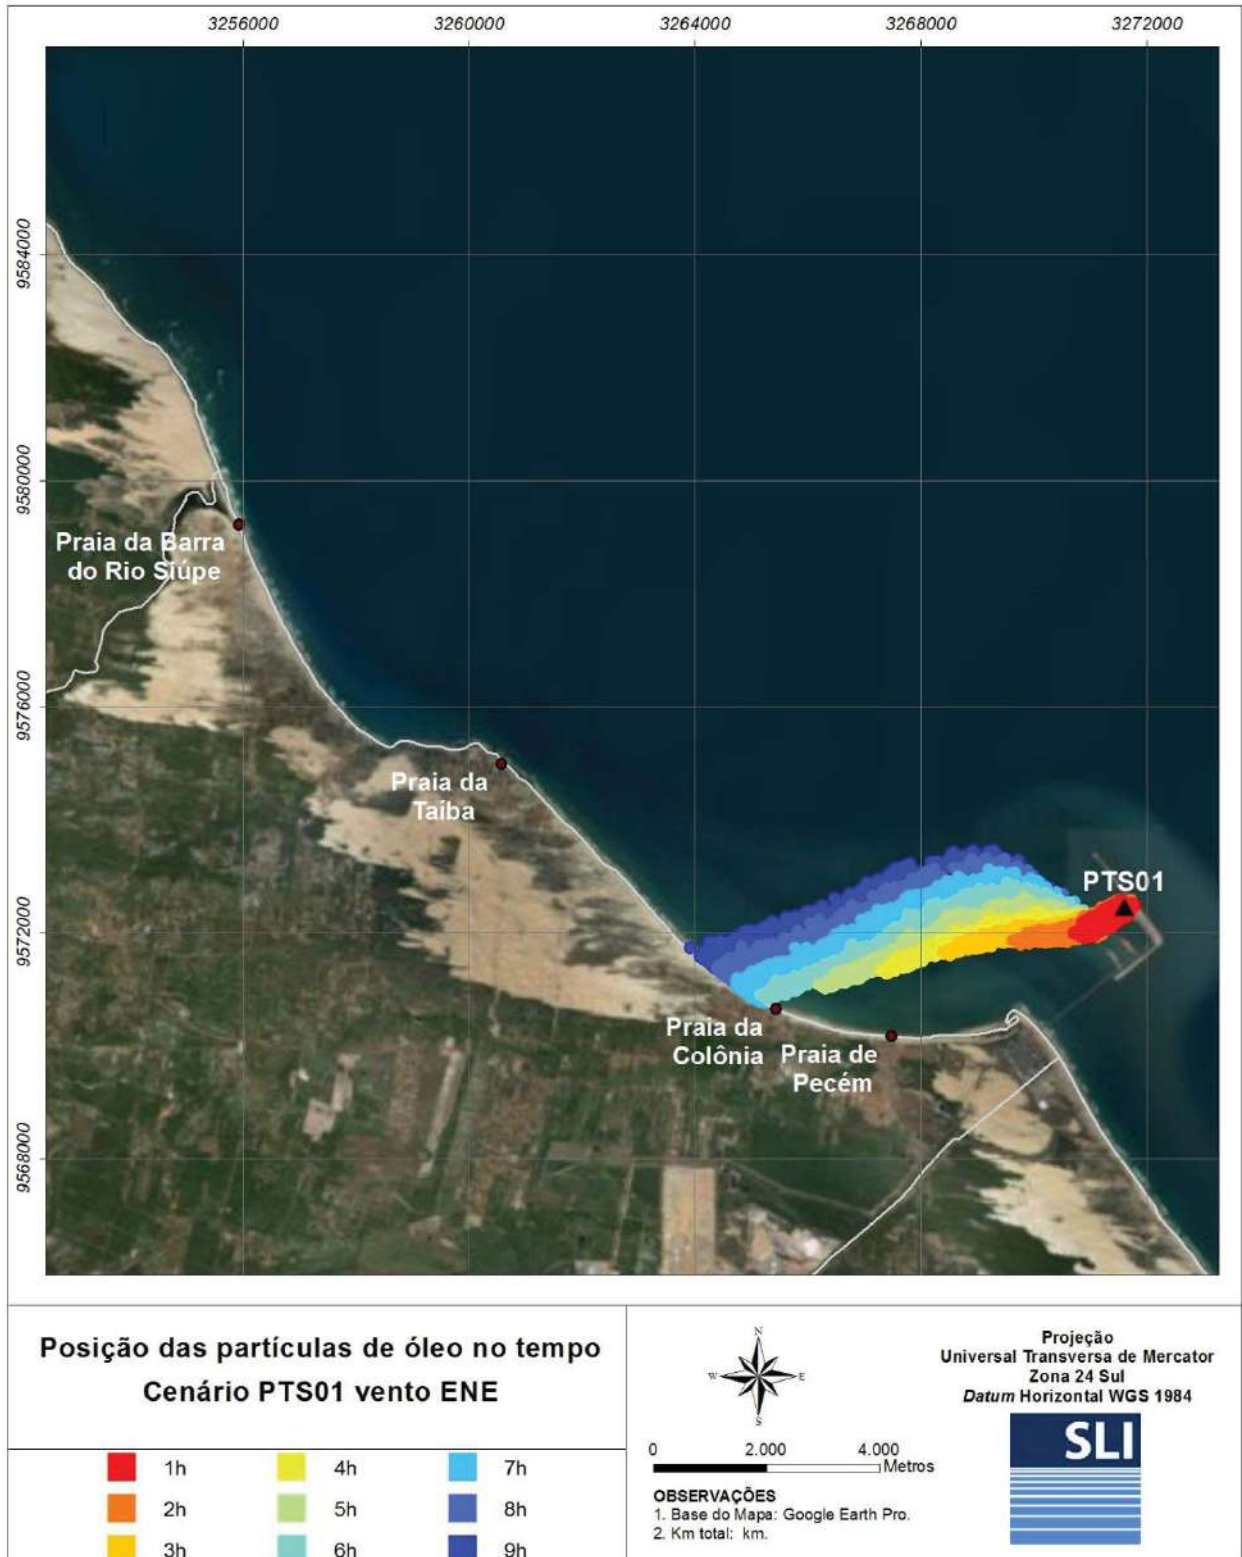 3256000 3260000 3264000 3268000 3272000
9584000
9580000
9576000
9572000
9568000
Praia da Barra
do Rio Siúpe
Praia da
Taíba
PTS01
Praia da
Colônia
Praia de
Pecém
Posição das partículas de óleo no tempo
Cenário PTS01 vento ENE
1h
2h
3h
4h
5h
6h
7h
8h
9h
N
W E
S
0 2.000 4.000
Metros
OBSERVAÇÕES
1. Base do Mapa: Google Earth Pro.
2. Km total: km.
Projeção
Universal Transversa de Mercator
Zona 24 Sul
Datum Horizontal WGS 1984
SLI